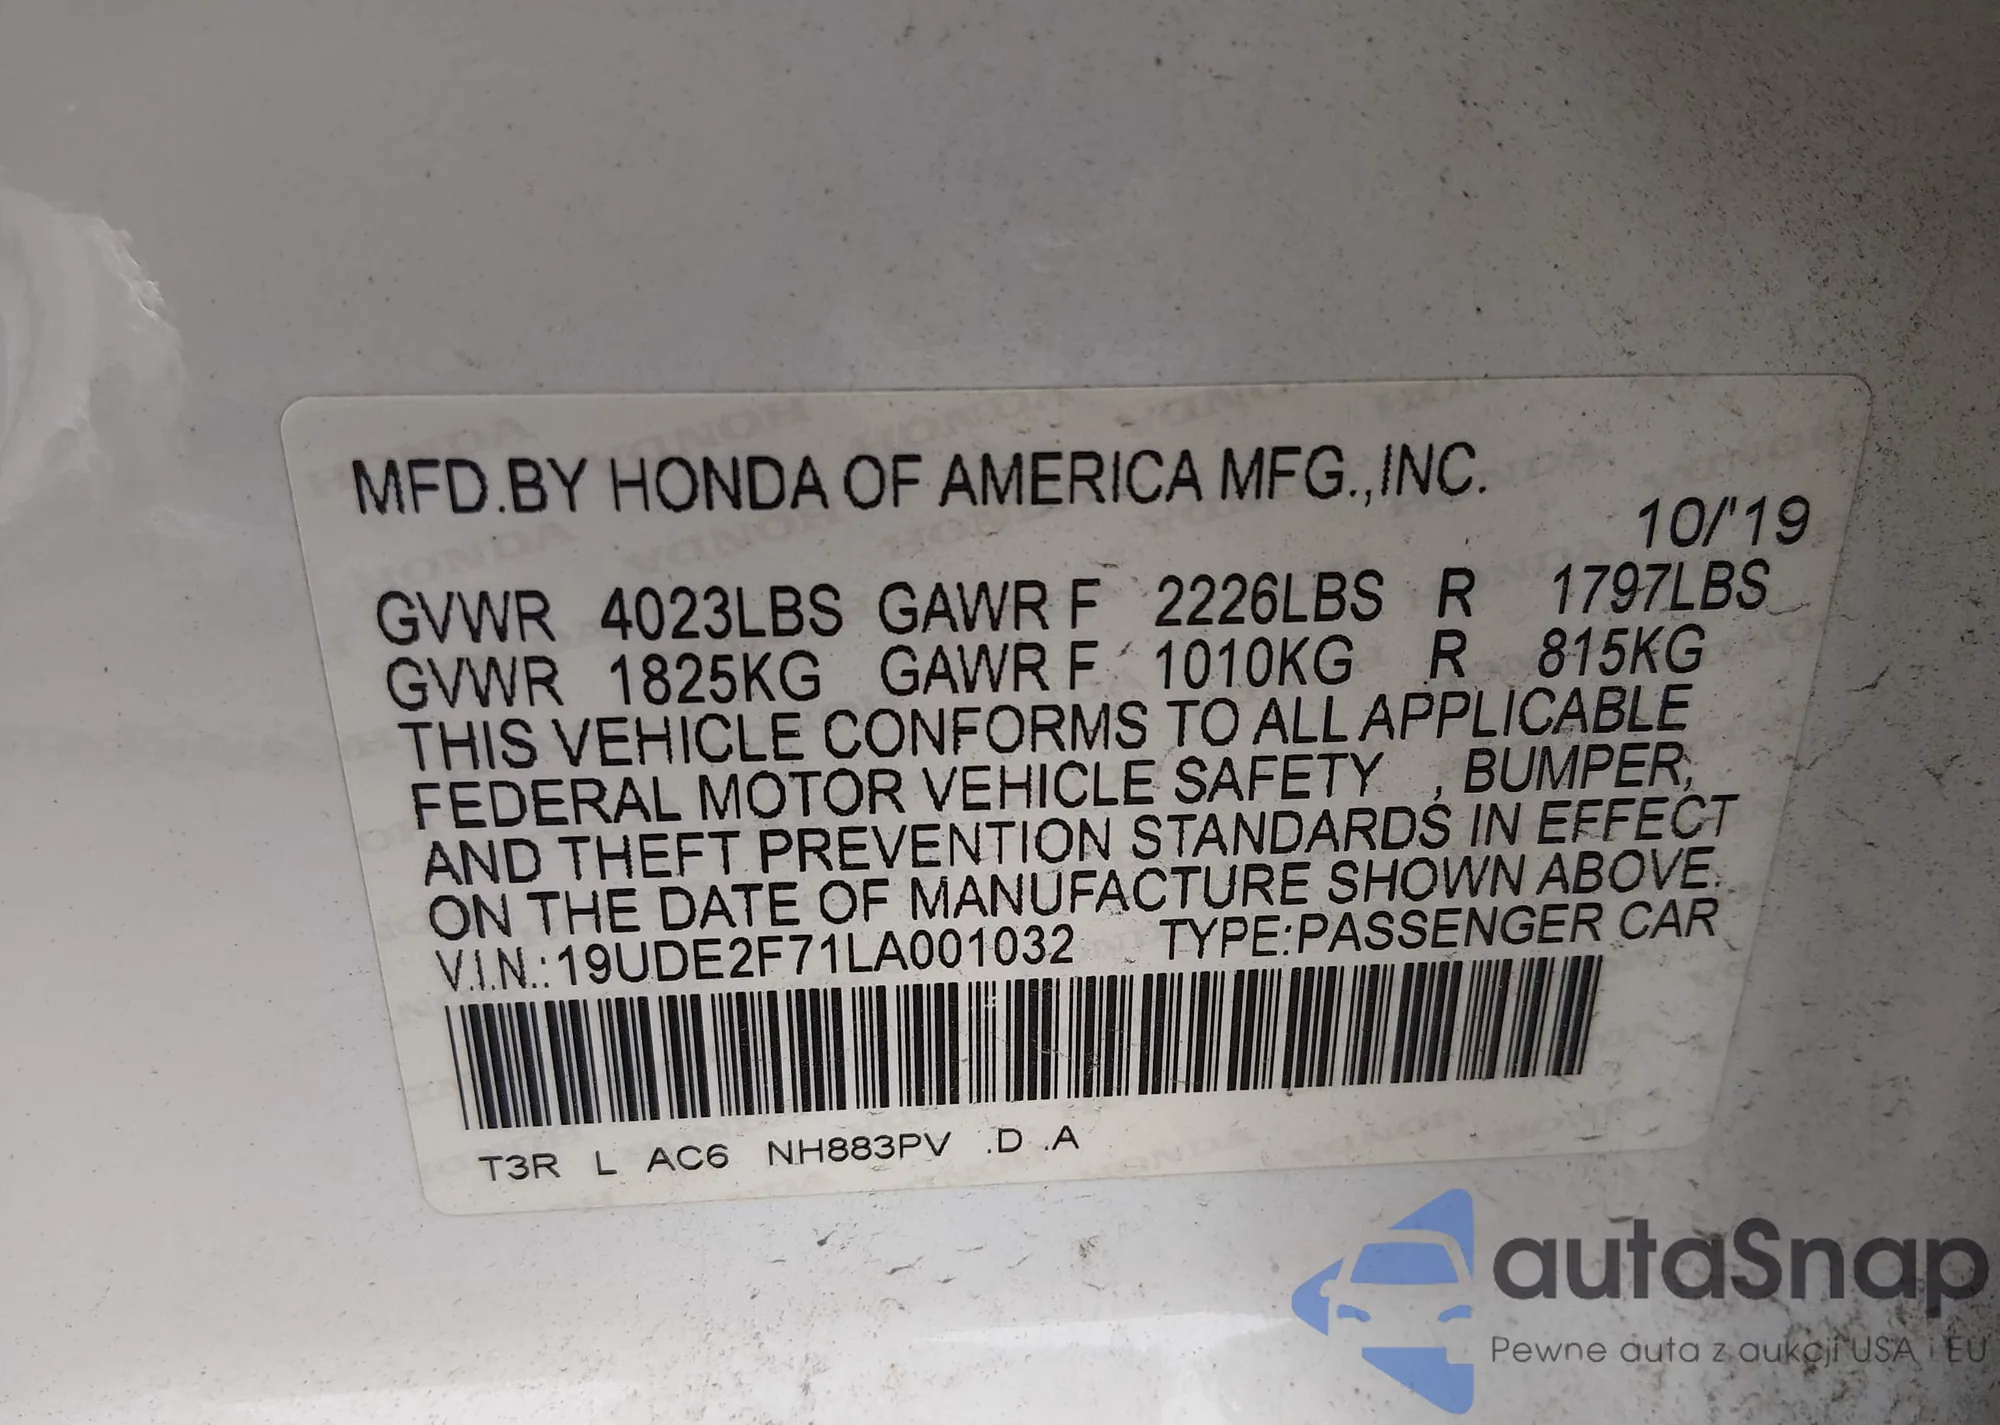 MFD.BY HONDA OF AMERICA MFG.,INC.
10/'19
GVWR 4023LBS GAWR F 2226LBS R 1797LBS
GVWR 1825KG GAWR F 1010KG R 815KG
THIS VEHICLE CONFORMS TO ALL APPLICABLE
FEDERAL MOTOR VEHICLE SAFETY , BUMPER,
AND THEFT PREVENTION STANDARDS IN EFFECT
ON THE DATE OF MANUFACTURE SHOWN ABOVE.
V.I.N.: 19UDE2F71LA001032 TYPE:PASSENGER CAR
T3R L AC6 NH883PV .D .A
autaSnap
Pewne auta z aukcji USA i EU